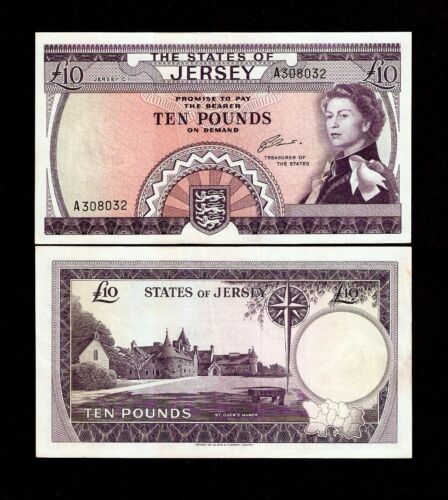 THE STATES OF
£10 JERSEY A308032 £10
PROMISE TO PAY
THE BEARER
TEN POUNDS
ON DEMAND
TREASURER OF
THE STATES
A308032
£10 STATES OF JERSEY £10
TEN POUNDS ST. OUEN'S MANOR